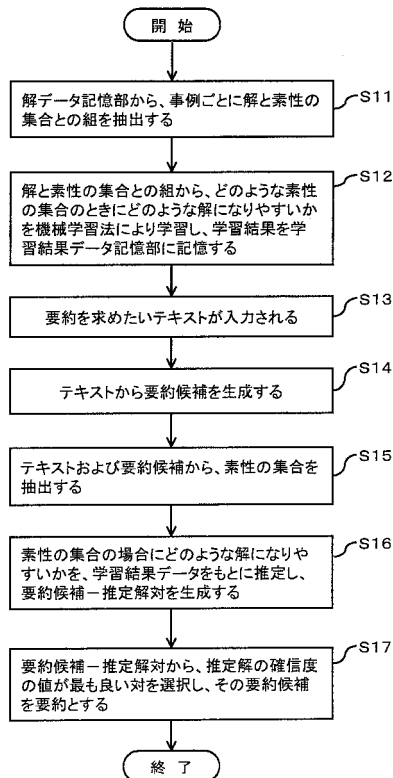 開 始
解データ記憶部から、事例ごとに解と素性の
集合との組を抽出する
S11
解と素性の集合との組から、どのような素性
の集合のときにどのような解になりやすいか
を機械学習法により学習し、学習結果を学
習結果データ記憶部に記憶する
S12
要約を求めたいテキストが入力される
S13
テキストから要約候補を生成する
S14
テキストおよび要約候補から、素性の集合を
抽出する
S15
素性の集合の場合にどのような解になりや
すいかを、学習結果データをもとに推定し、
要約候補－推定解対を生成する
S16
要約候補－推定解対から、推定解の確信度
の値が最も良い対を選択し、その要約候補
を要約とする
S17
終 了